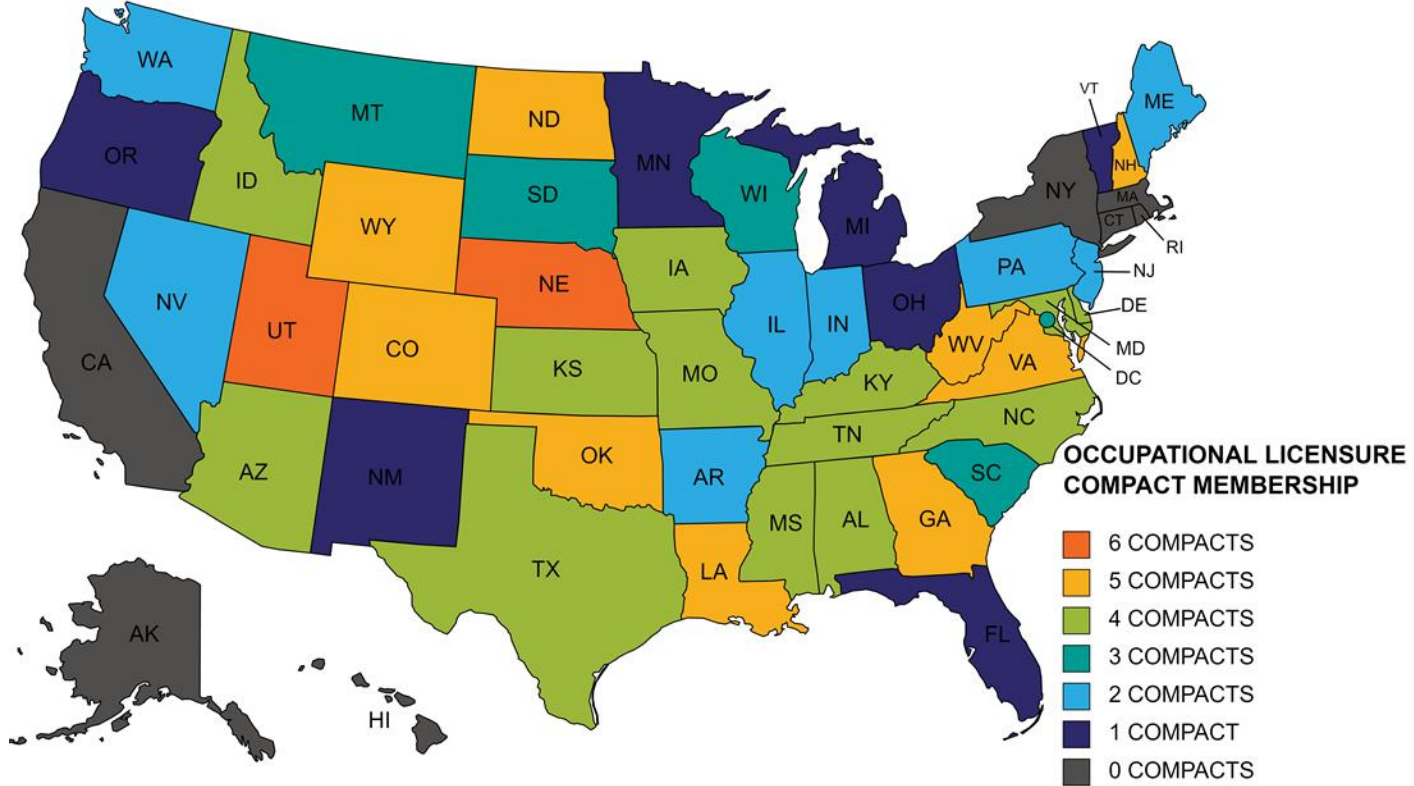 WA
MT
ND
MN
VT
ME
OR
ID
SD
WI
NH
NY
MA
CT
RI
WY
MI
IA
NE
PA
NJ
NV
UT
CO
IL
IN
OH
DE
MD
DC
CA
KS
MO
WV
VA
KY
NC
TN
AZ
NM
OK
AR
SC
MS
AL
GA
TX
LA
FL
AK
HI
OCCUPATIONAL LICENSURE
COMPACT MEMBERSHIP
6 COMPACTS
5 COMPACTS
4 COMPACTS
3 COMPACTS
2 COMPACTS
1 COMPACT
0 COMPACTS